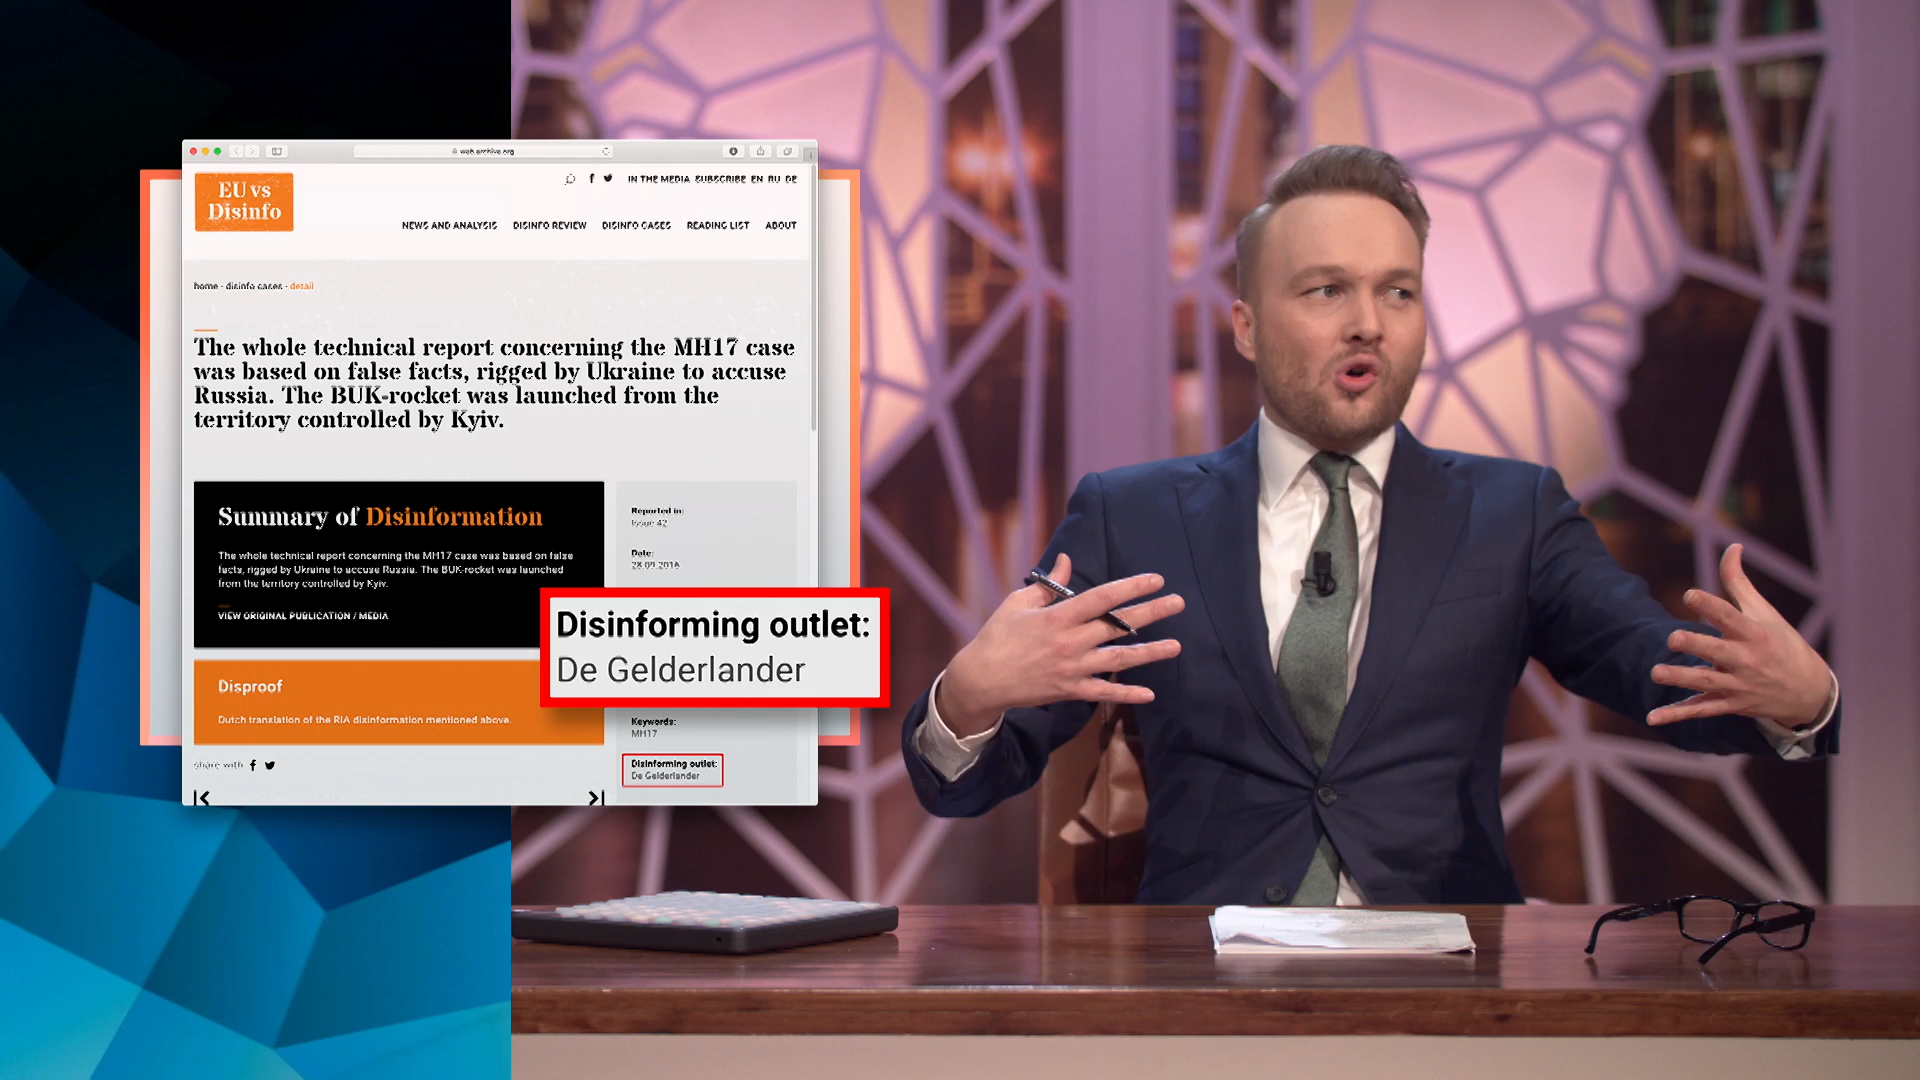 web.archive.org
EU vs
Disinfo
IN THE MEDIA SUBSCRIBE EN RU DE
NEWS AND ANALYSIS DISINFO REVIEW DISINFO CASES READING LIST ABOUT
home - disinfo cases - detail
The whole technical report concerning the MH17 case
was based on false facts, rigged by Ukraine to accuse
Russia. The BUK-rocket was launched from the
territory controlled by Kyiv.
Summary of Disinformation
The whole technical report concerning the MH17 case was based on false
facts, rigged by Ukraine to accuse Russia. The BUK-rocket was launched
from the territory controlled by Kyiv.
VIEW ORIGINAL PUBLICATION / MEDIA
Disproof
Dutch translation of the RIA disinformation mentioned above.
share with
Reported in:
Issue 42
Date:
28.09.2016
Disinforming outlet:
De Gelderlander
Keywords:
MH17
Disinforming outlet:
De Gelderlander